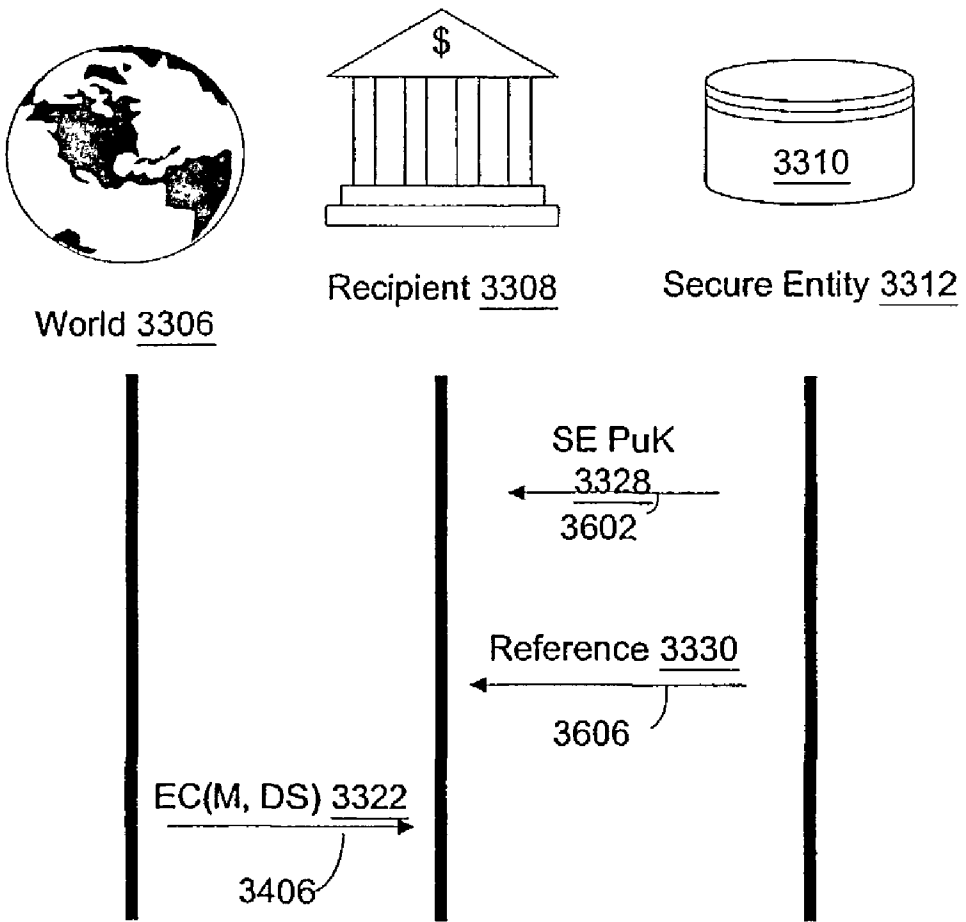 $
3310
Recipient 3308
Secure Entity 3312
World 3306
SE PuK
3328
3602
Reference 3330
3606
EC(M, DS) 3322
3406